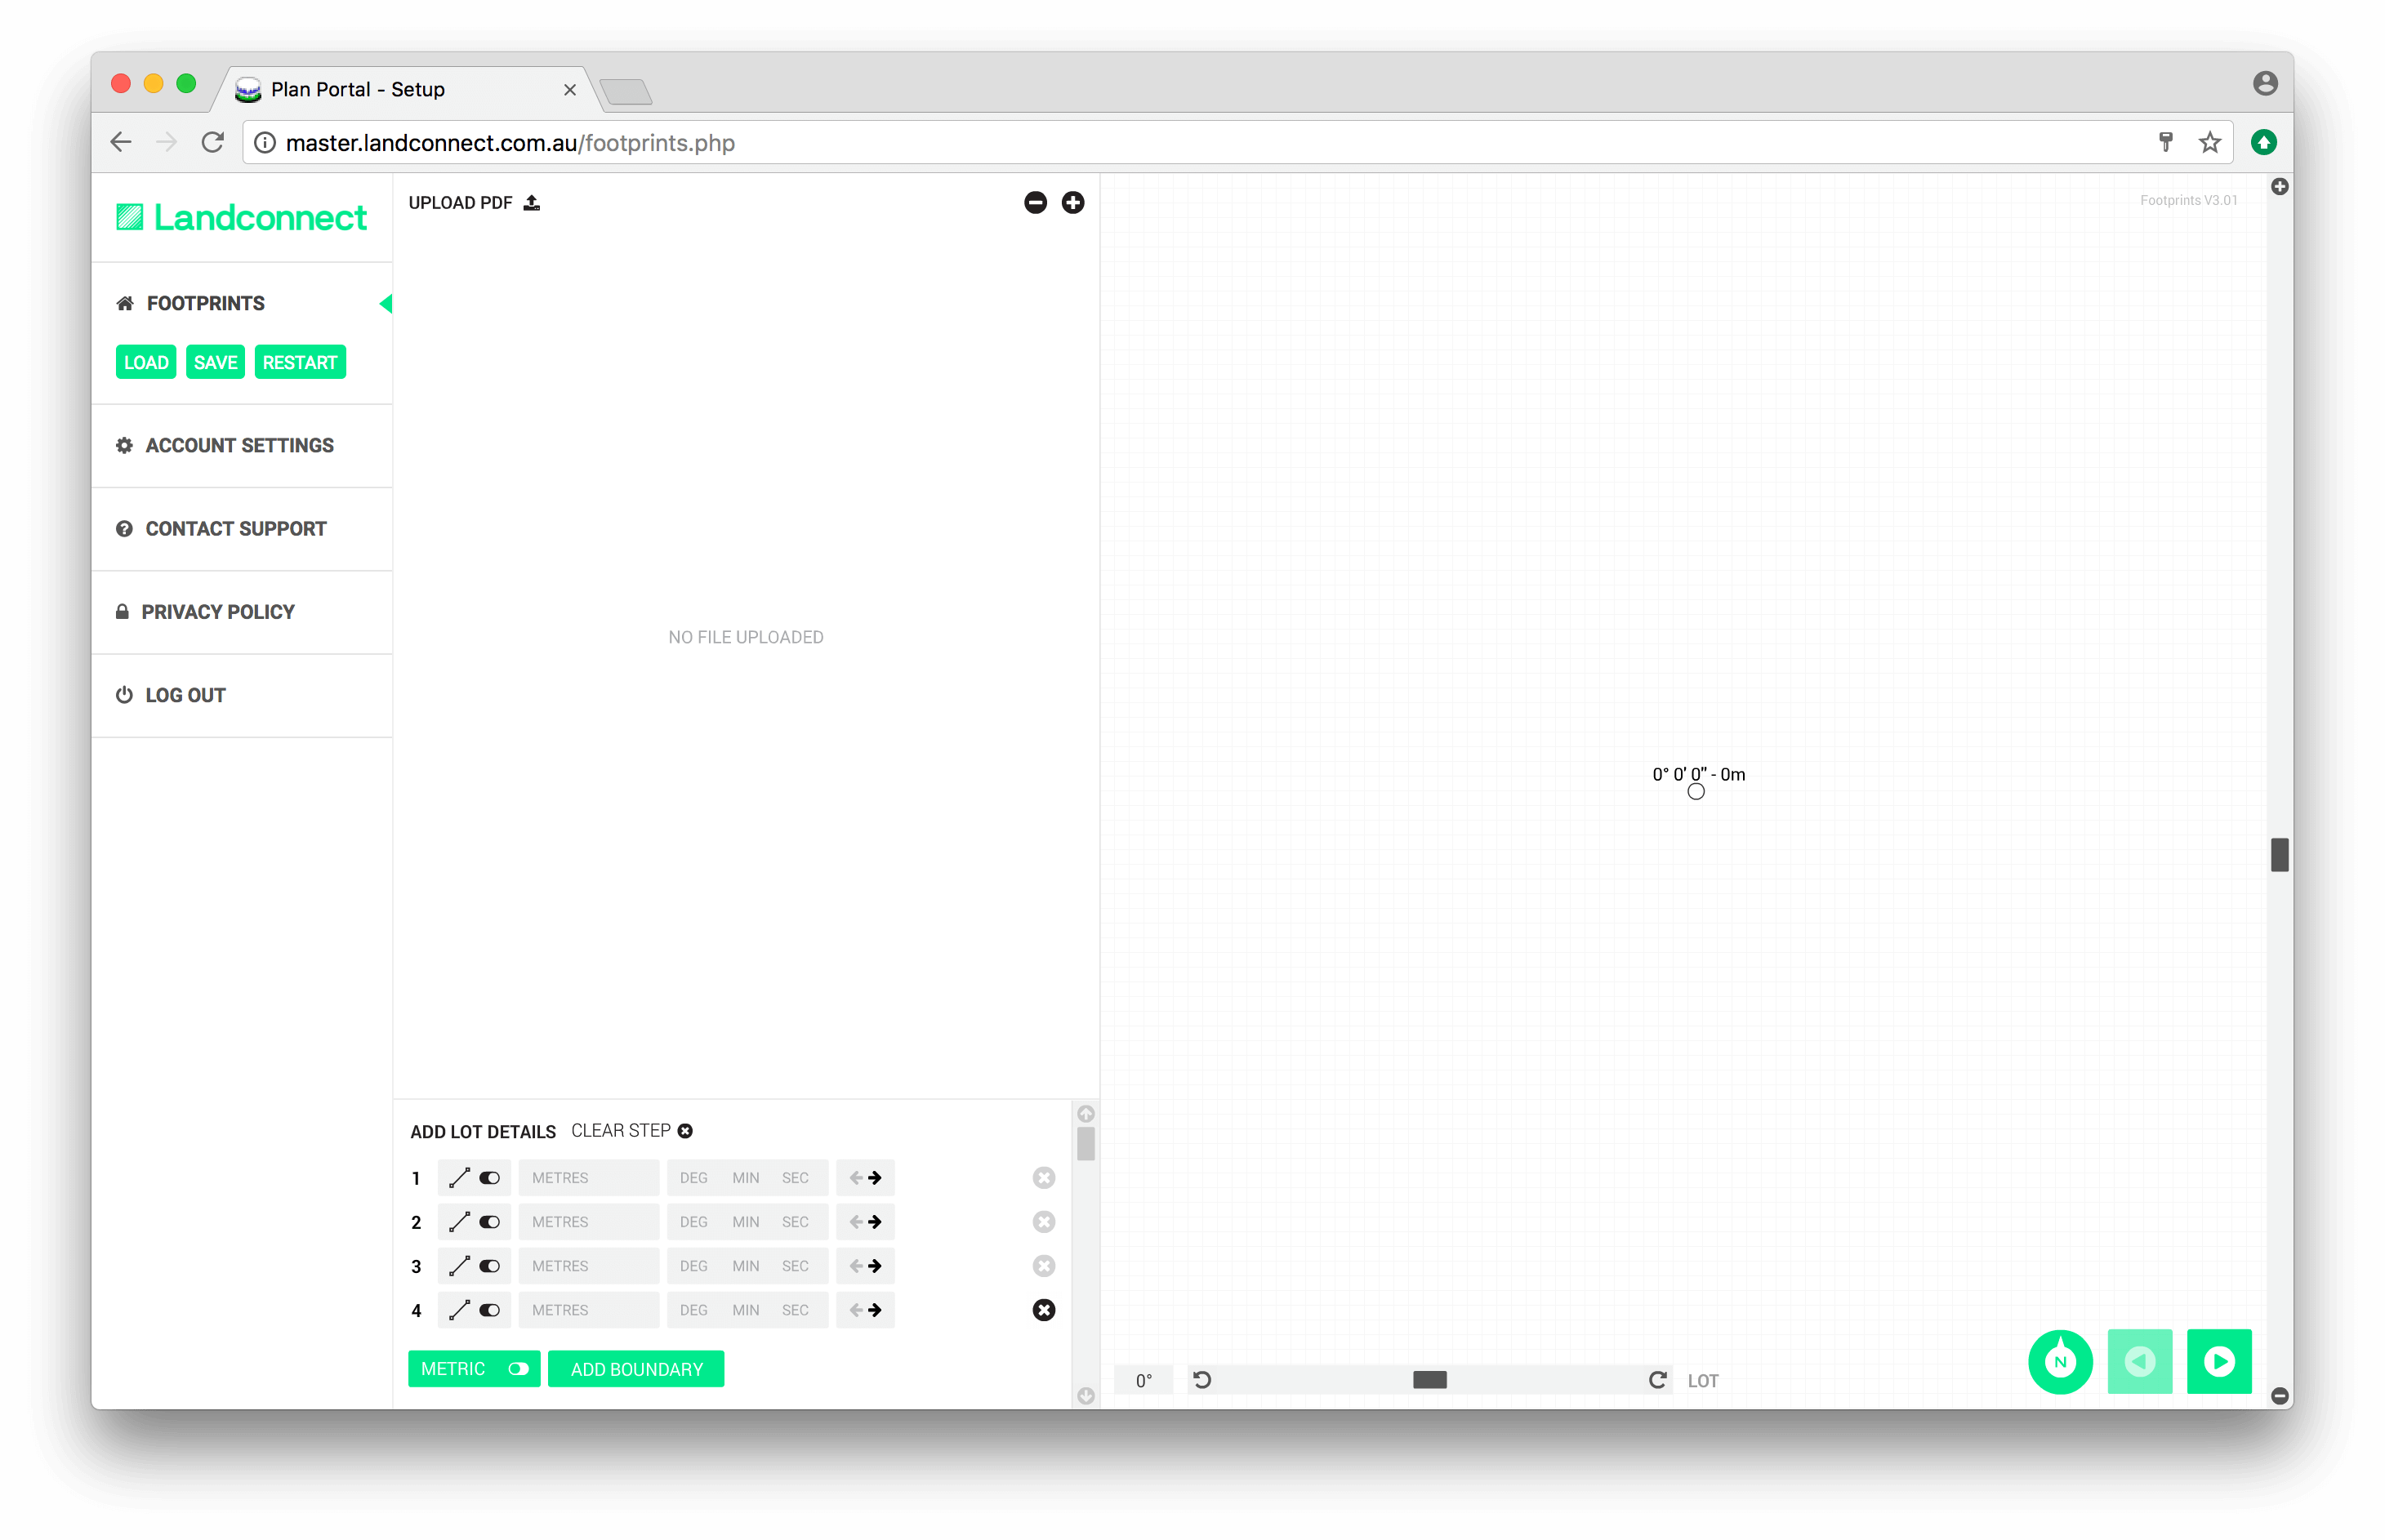 Plan Portal - Setup
master.landconnect.com.au/footprints.php
Landconnect
FOOTPRINTS
LOAD SAVE RESTART
ACCOUNT SETTINGS
CONTACT SUPPORT
PRIVACY POLICY
LOG OUT
UPLOAD PDF
NO FILE UPLOADED
ADD LOT DETAILS CLEAR STEP
1 METRES DEG MIN SEC
2 METRES DEG MIN SEC
3 METRES DEG MIN SEC
4 METRES DEG MIN SEC
METRIC ADD BOUNDARY
Footprints V3.01
0° 0' 0" - 0m
0° LOT
N